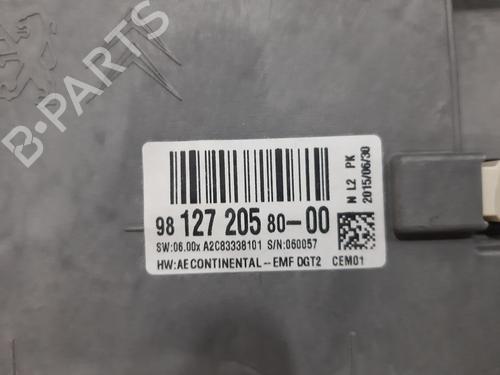 B-PARTS
98 127 205 80-00
SW:06.00x A2C83338101 S/N:060057
HW:AE CONTINENTAL--EMF DGT2 CEM01
N L2 PK
2015/06/30